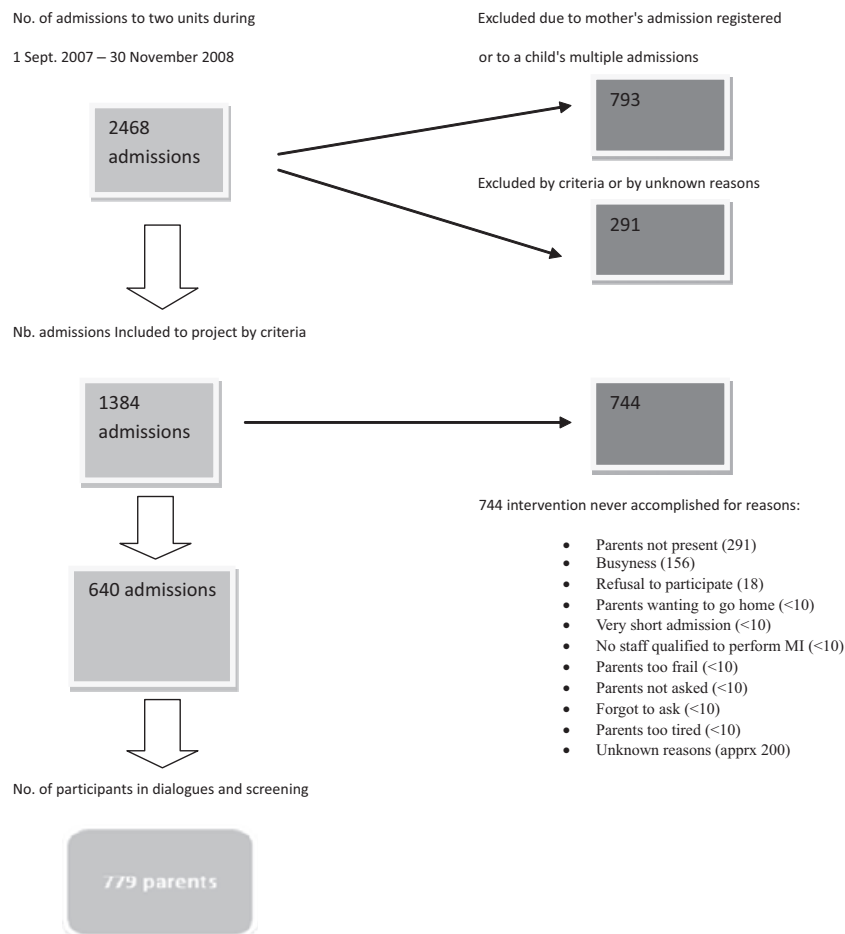 No. of admissions to two units during
1 Sept. 2007 – 30 November 2008
Excluded due to mother's admission registered
or to a child's multiple admissions
2468
admissions
793
Excluded by criteria or by unknown reasons
291
Nb. admissions Included to project by criteria
1384
admissions
744
744 intervention never accomplished for reasons:
• Parents not present (291)
• Busyness (156)
• Refusal to participate (18)
• Parents wanting to go home (<10)
• Very short admission (<10)
• No staff qualified to perform MI (<10)
• Parents too frail (<10)
• Parents not asked (<10)
• Forgot to ask (<10)
• Parents too tired (<10)
• Unknown reasons (apprx 200)
640 admissions
No. of participants in dialogues and screening
779 parents